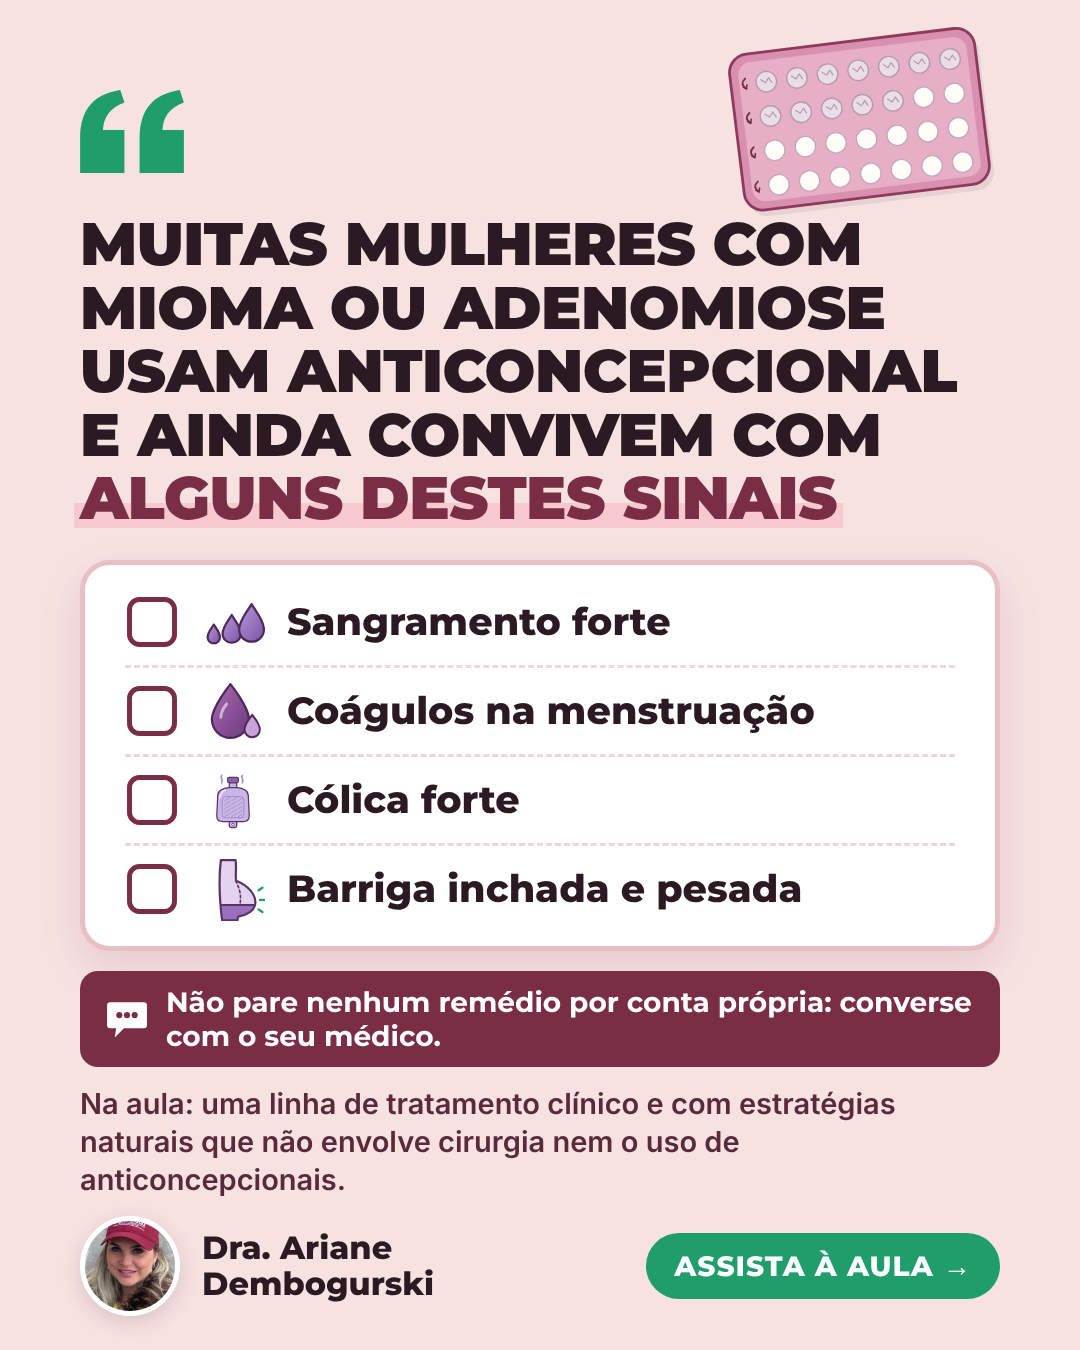 MUITAS MULHERES COM
MIOMA OU ADENOMIOSE
USAM ANTICONCEPCIONAL
E AINDA CONVIVEM COM
ALGUNS DESTES SINAIS
Sangramento forte
Coágulos na menstruação
Cólica forte
Barriga inchada e pesada
Não pare nenhum remédio por conta própria: converse
com o seu médico.
Na aula: uma linha de tratamento clínico e com estratégias
naturais que não envolve cirurgia nem o uso de
anticoncepcionais.
Dra. Ariane
Dembogurski
ASSISTA À AULA →